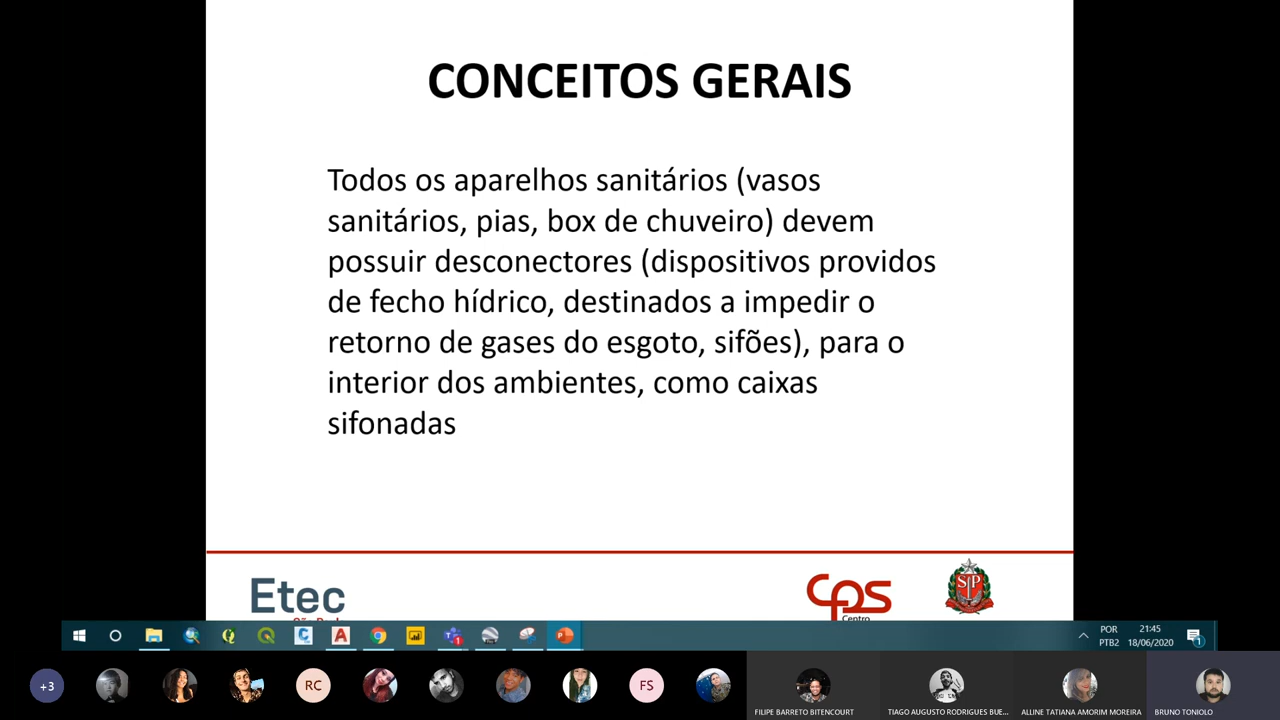 CONCEITOS GERAIS
Todos os aparelhos sanitários (vasos
sanitários, pias, box de chuveiro) devem
possuir desconectores (dispositivos providos
de fecho hídrico, destinados a impedir o
retorno de gases do esgoto, sifões), para o
interior dos ambientes, como caixas
sifonadas
Etec
cps
SP
Centro
POR
PTB2
21:45
18/06/2020
1
+3
RC
FS
FILIPE BARRETO BITENCOURT
TIAGO AUGUSTO RODRIGUES BUE...
ALLINE TATIANA AMORIM MOREIRA
BRUNO TONIOLO